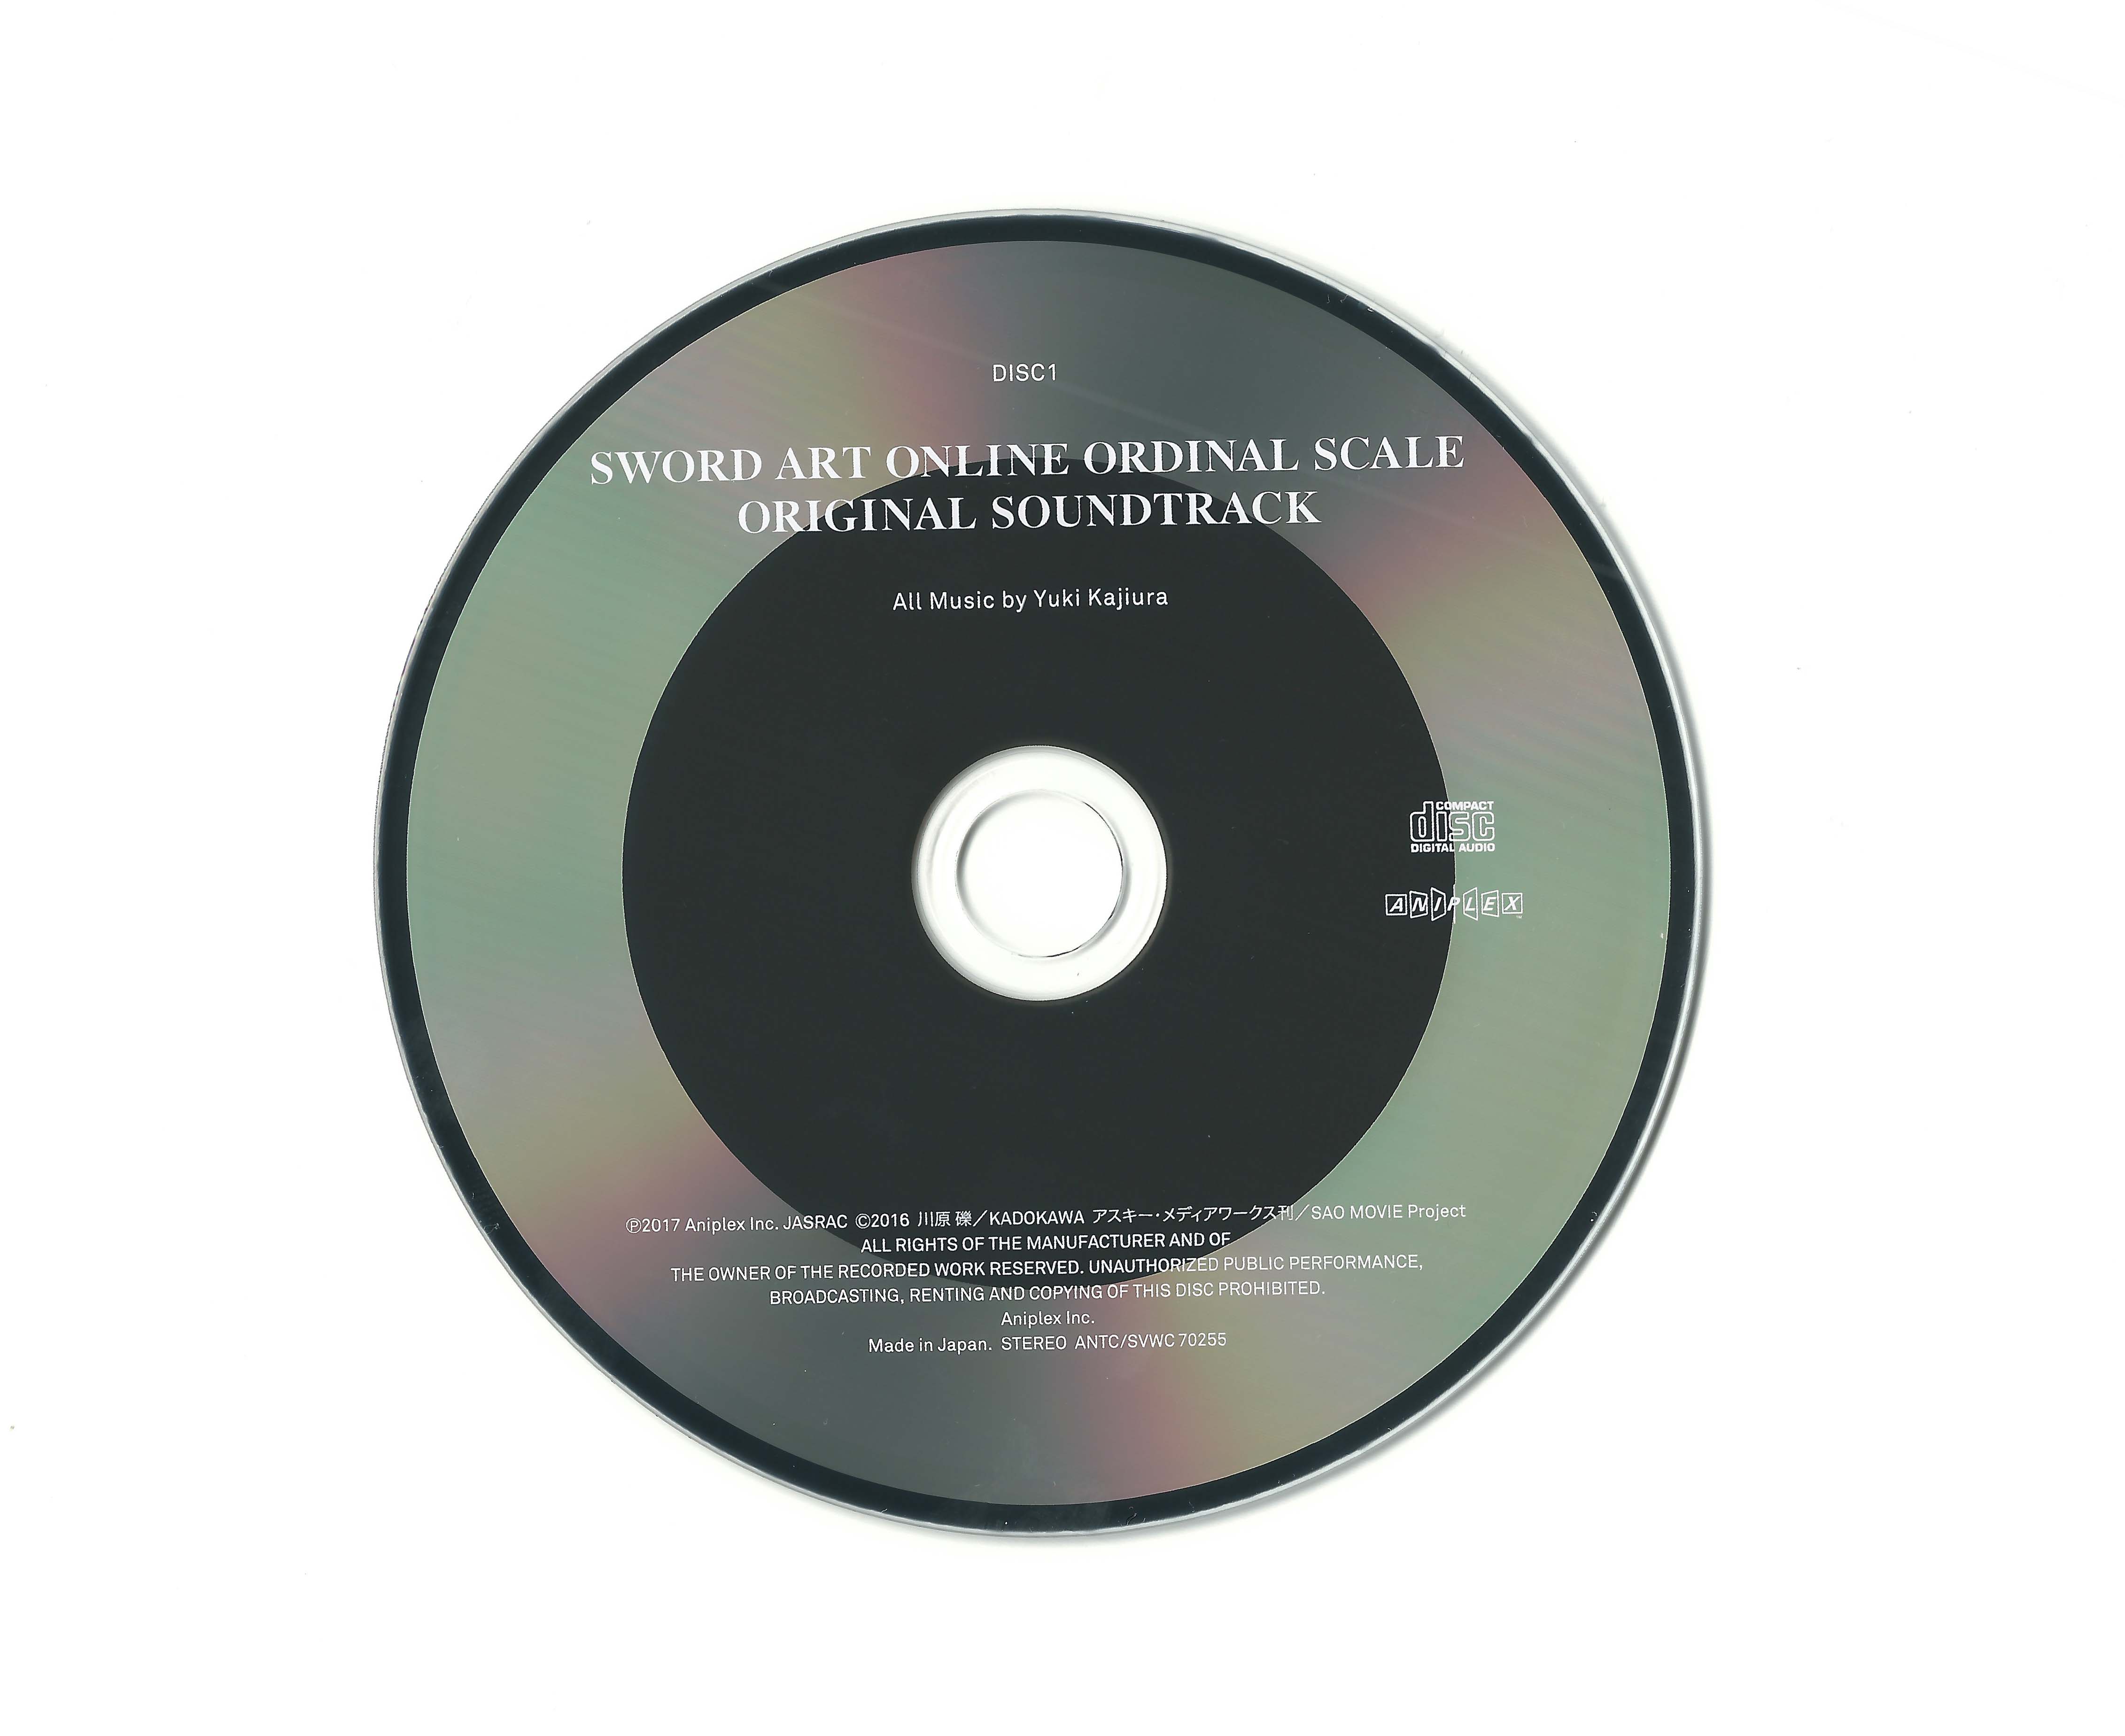 DISC1
SWORD ART ONLINE ORDINAL SCALE
ORIGINAL SOUNDTRACK
All Music by Yuki Kajiura
COMPACT
disc
DIGITAL AUDIO
ANIPLEX
℗2017 Aniplex Inc. JASRAC ©2016 川原 礫／KADOKAWA アスキー・メディアワークス刊／SAO MOVIE Project
ALL RIGHTS OF THE MANUFACTURER AND OF
THE OWNER OF THE RECORDED WORK RESERVED. UNAUTHORIZED PUBLIC PERFORMANCE,
BROADCASTING, RENTING AND COPYING OF THIS DISC PROHIBITED.
Aniplex Inc.
Made in Japan. STEREO ANTC/SVWC 70255